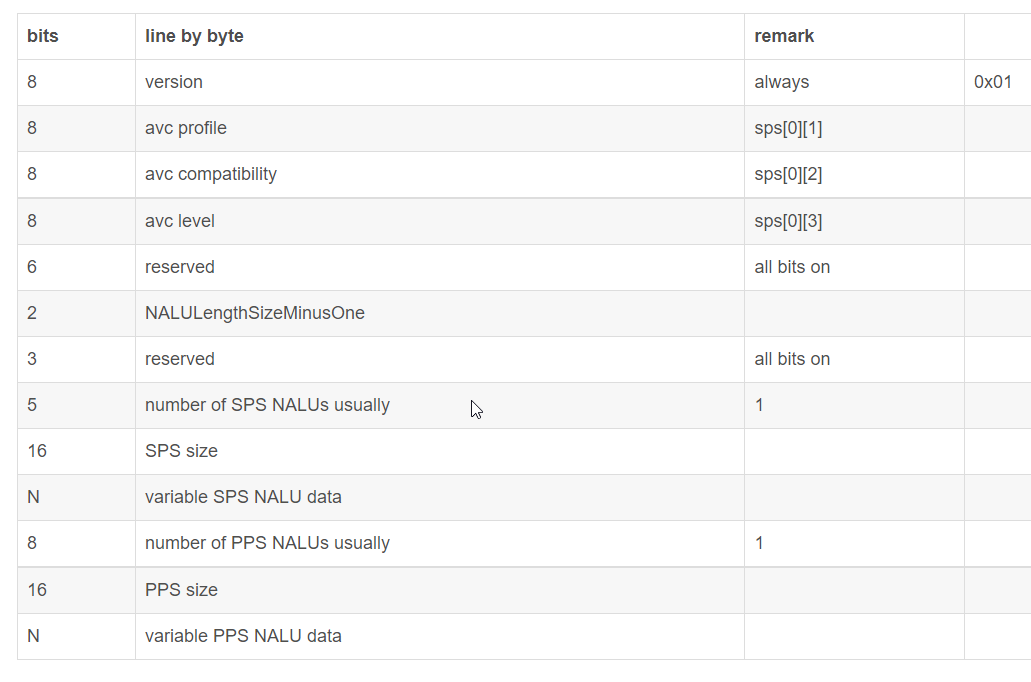 bits line by byte remark
8 version always 0x01
8 avc profile sps[0][1]
8 avc compatibility sps[0][2]
8 avc level sps[0][3]
6 reserved all bits on
2 NALULengthSizeMinusOne
3 reserved all bits on
5 number of SPS NALUs usually 1
16 SPS size
N variable SPS NALU data
8 number of PPS NALUs usually 1
16 PPS size
N variable PPS NALU data